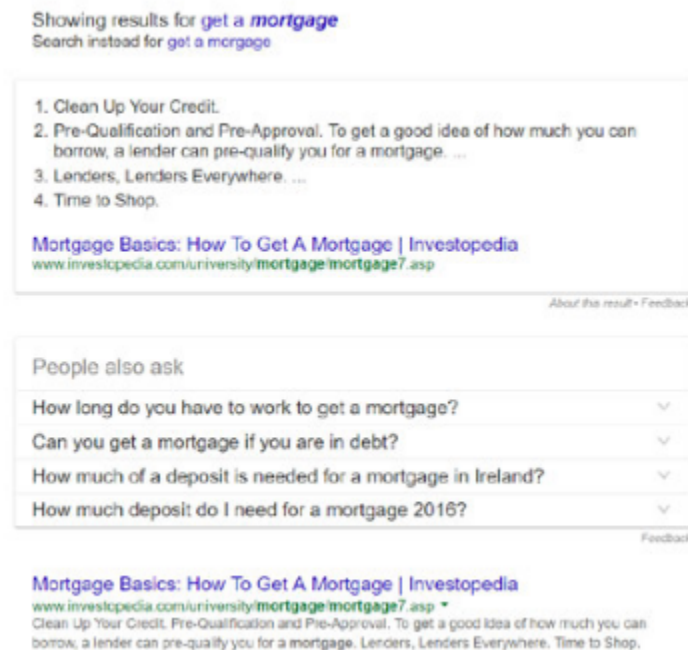 Showing results for get a mortgage
Search instead for get a morgage
1. Clean Up Your Credit.
2. Pre-Qualification and Pre-Approval. To get a good idea of how much you can
borrow, a lender can pre-qualify you for a mortgage. ...
3. Lenders, Lenders Everywhere. ...
4. Time to Shop.
Mortgage Basics: How To Get A Mortgage | Investopedia
www.investopedia.com/university/mortgage/mortgage7.asp
About this result • Feedback
People also ask
How long do you have to work to get a mortgage?
Can you get a mortgage if you are in debt?
How much of a deposit is needed for a mortgage in Ireland?
How much deposit do I need for a mortgage 2016?
Feedback
Mortgage Basics: How To Get A Mortgage | Investopedia
www.investopedia.com/university/mortgage/mortgage7.asp
Clean Up Your Credit. Pre-Qualification and Pre-Approval. To get a good idea of how much you can
borrow, a lender can pre-qualify you for a mortgage. Lenders, Lenders Everywhere. Time to Shop.